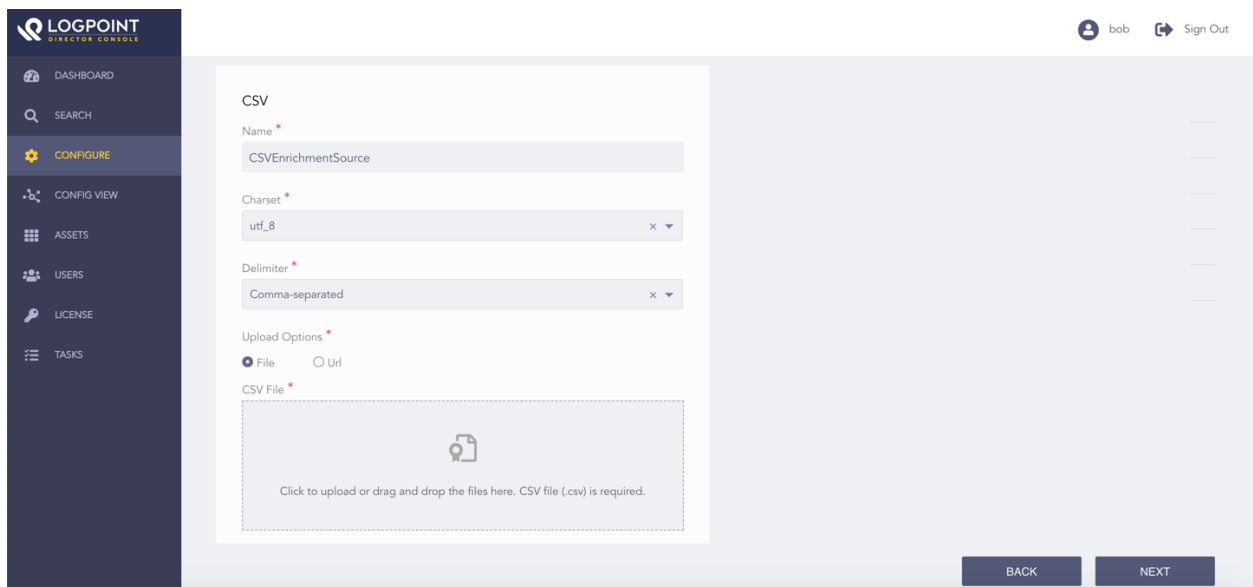 LOGPOINT
DIRECTOR CONSOLE
bob Sign Out
DASHBOARD
SEARCH
CONFIGURE
CONFIG VIEW
ASSETS
USERS
LICENSE
TASKS
CSV
Name *
CSVEnrichmentSource
Charset *
utf_8
Delimiter *
Comma-separated
Upload Options *
File Url
CSV File *
Click to upload or drag and drop the files here. CSV file (.csv) is required.
BACK NEXT